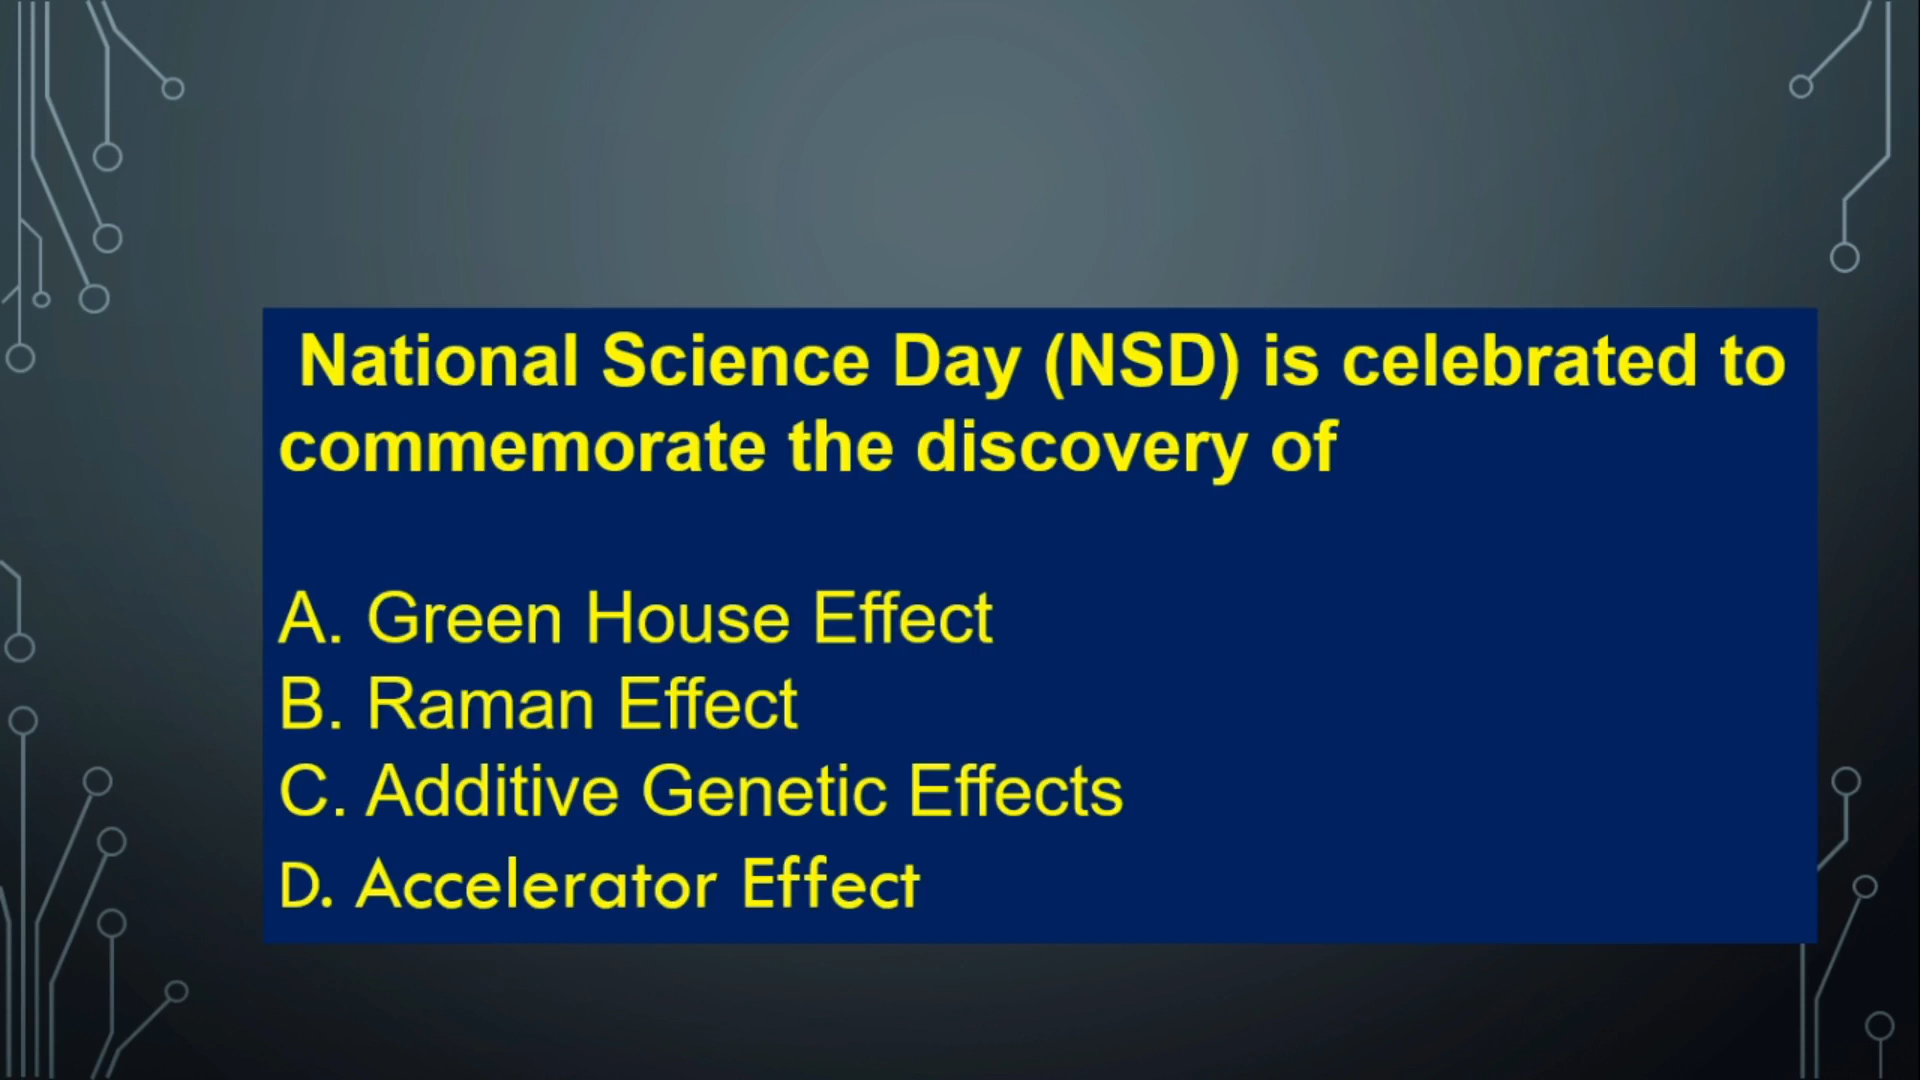 National Science Day (NSD) is celebrated to
commemorate the discovery of
A. Green House Effect
B. Raman Effect
C. Additive Genetic Effects
D. Accelerator Effect